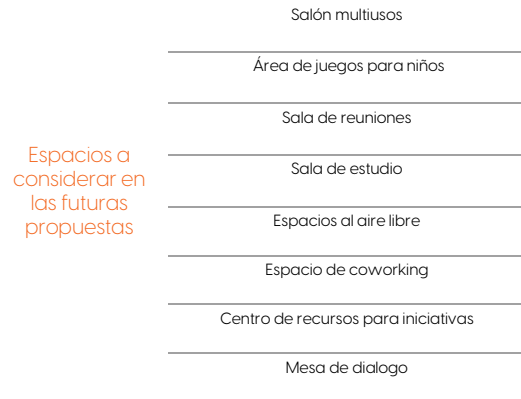 Salón multiusos
Área de juegos para niños
Sala de reuniones
Espacios a
considerar en
las futuras
propuestas
Sala de estudio
Espacios al aire libre
Espacio de coworking
Centro de recursos para iniciativas
Mesa de dialogo